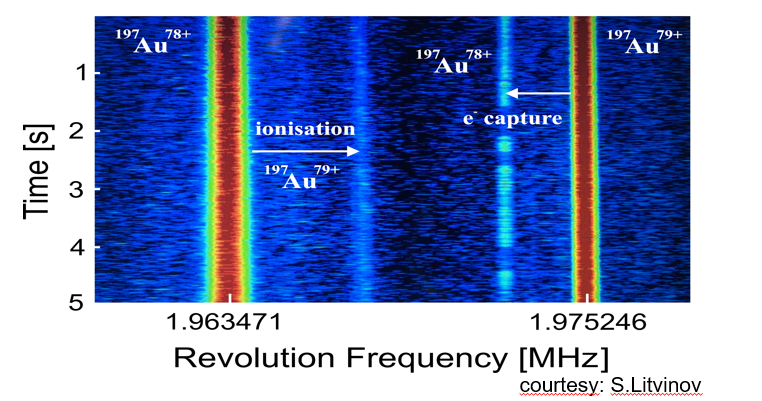 197Au78+
197Au78+
197Au79+
ionisation
197Au79+
e- capture
Time [s]
1
2
3
4
5
1.963471
1.975246
Revolution Frequency [MHz]
courtesy: S.Litvinov